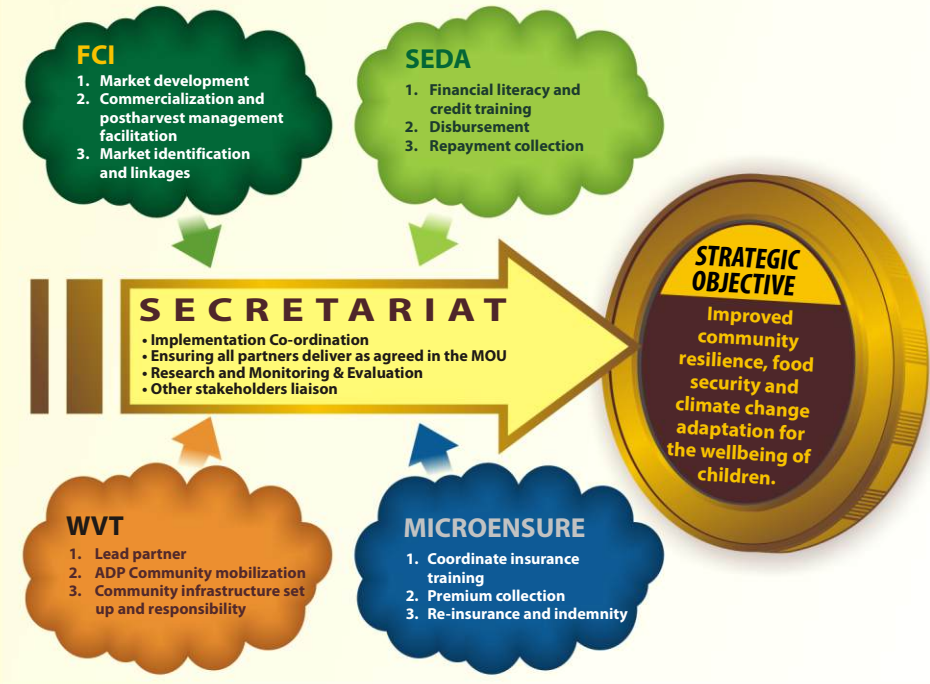 FCI
1. Market development
2. Commercialization and
postharvest management
facilitation
3. Market identification
and linkages
SEDA
1. Financial literacy and
credit training
2. Disbursement
3. Repayment collection
SECRETARIAT
• Implementation Co-ordination
• Ensuring all partners deliver as agreed in the MOU
• Research and Monitoring & Evaluation
• Other stakeholders liaison
STRATEGIC
OBJECTIVE
Improved
community
resilience, food
security and
climate change
adaptation for
the wellbeing of
children.
WVT
1. Lead partner
2. ADP Community mobilization
3. Community infrastructure set
up and responsibility
MICROENSURE
1. Coordinate insurance
training
2. Premium collection
3. Re-insurance and indemnity